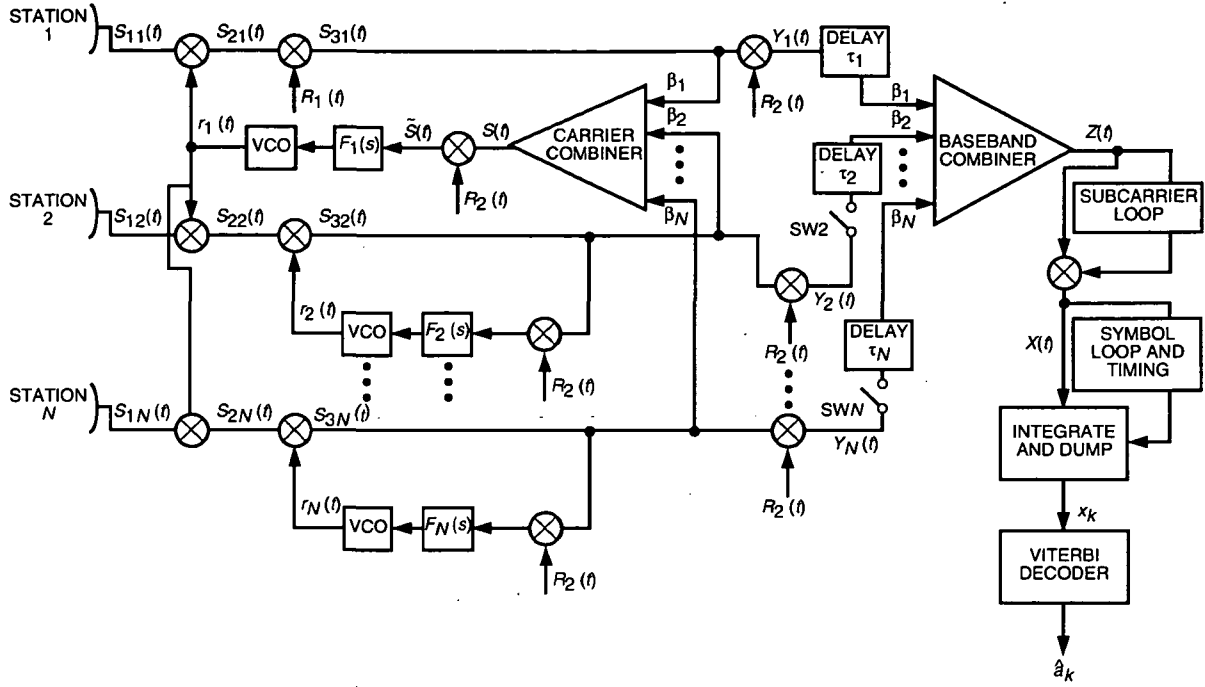 STATION
1
S11(t)
S21(t)
S31(t)
R1(t)
Y1(t)
R2(t)
DELAY
τ1
β1
β2
βN
CARRIER
COMBINER
r1(t)
VCO
F1(s)
S̃(t)
S(t)
R2(t)
DELAY
τ2
β1
β2
βN
BASEBAND
COMBINER
Z(t)
SUBCARRIER
LOOP
STATION
2
S12(t)
S22(t)
S32(t)
SW2
Y2(t)
R2(t)
r2(t)
VCO
F2(s)
R2(t)
DELAY
τN
SWN
X(t)
SYMBOL
LOOP AND
TIMING
STATION
N
S1N(t)
S2N(t)
S3N(t)
YN(t)
R2(t)
INTEGRATE
AND DUMP
rN(t)
VCO
FN(s)
R2(t)
xk
VITERBI
DECODER
âk